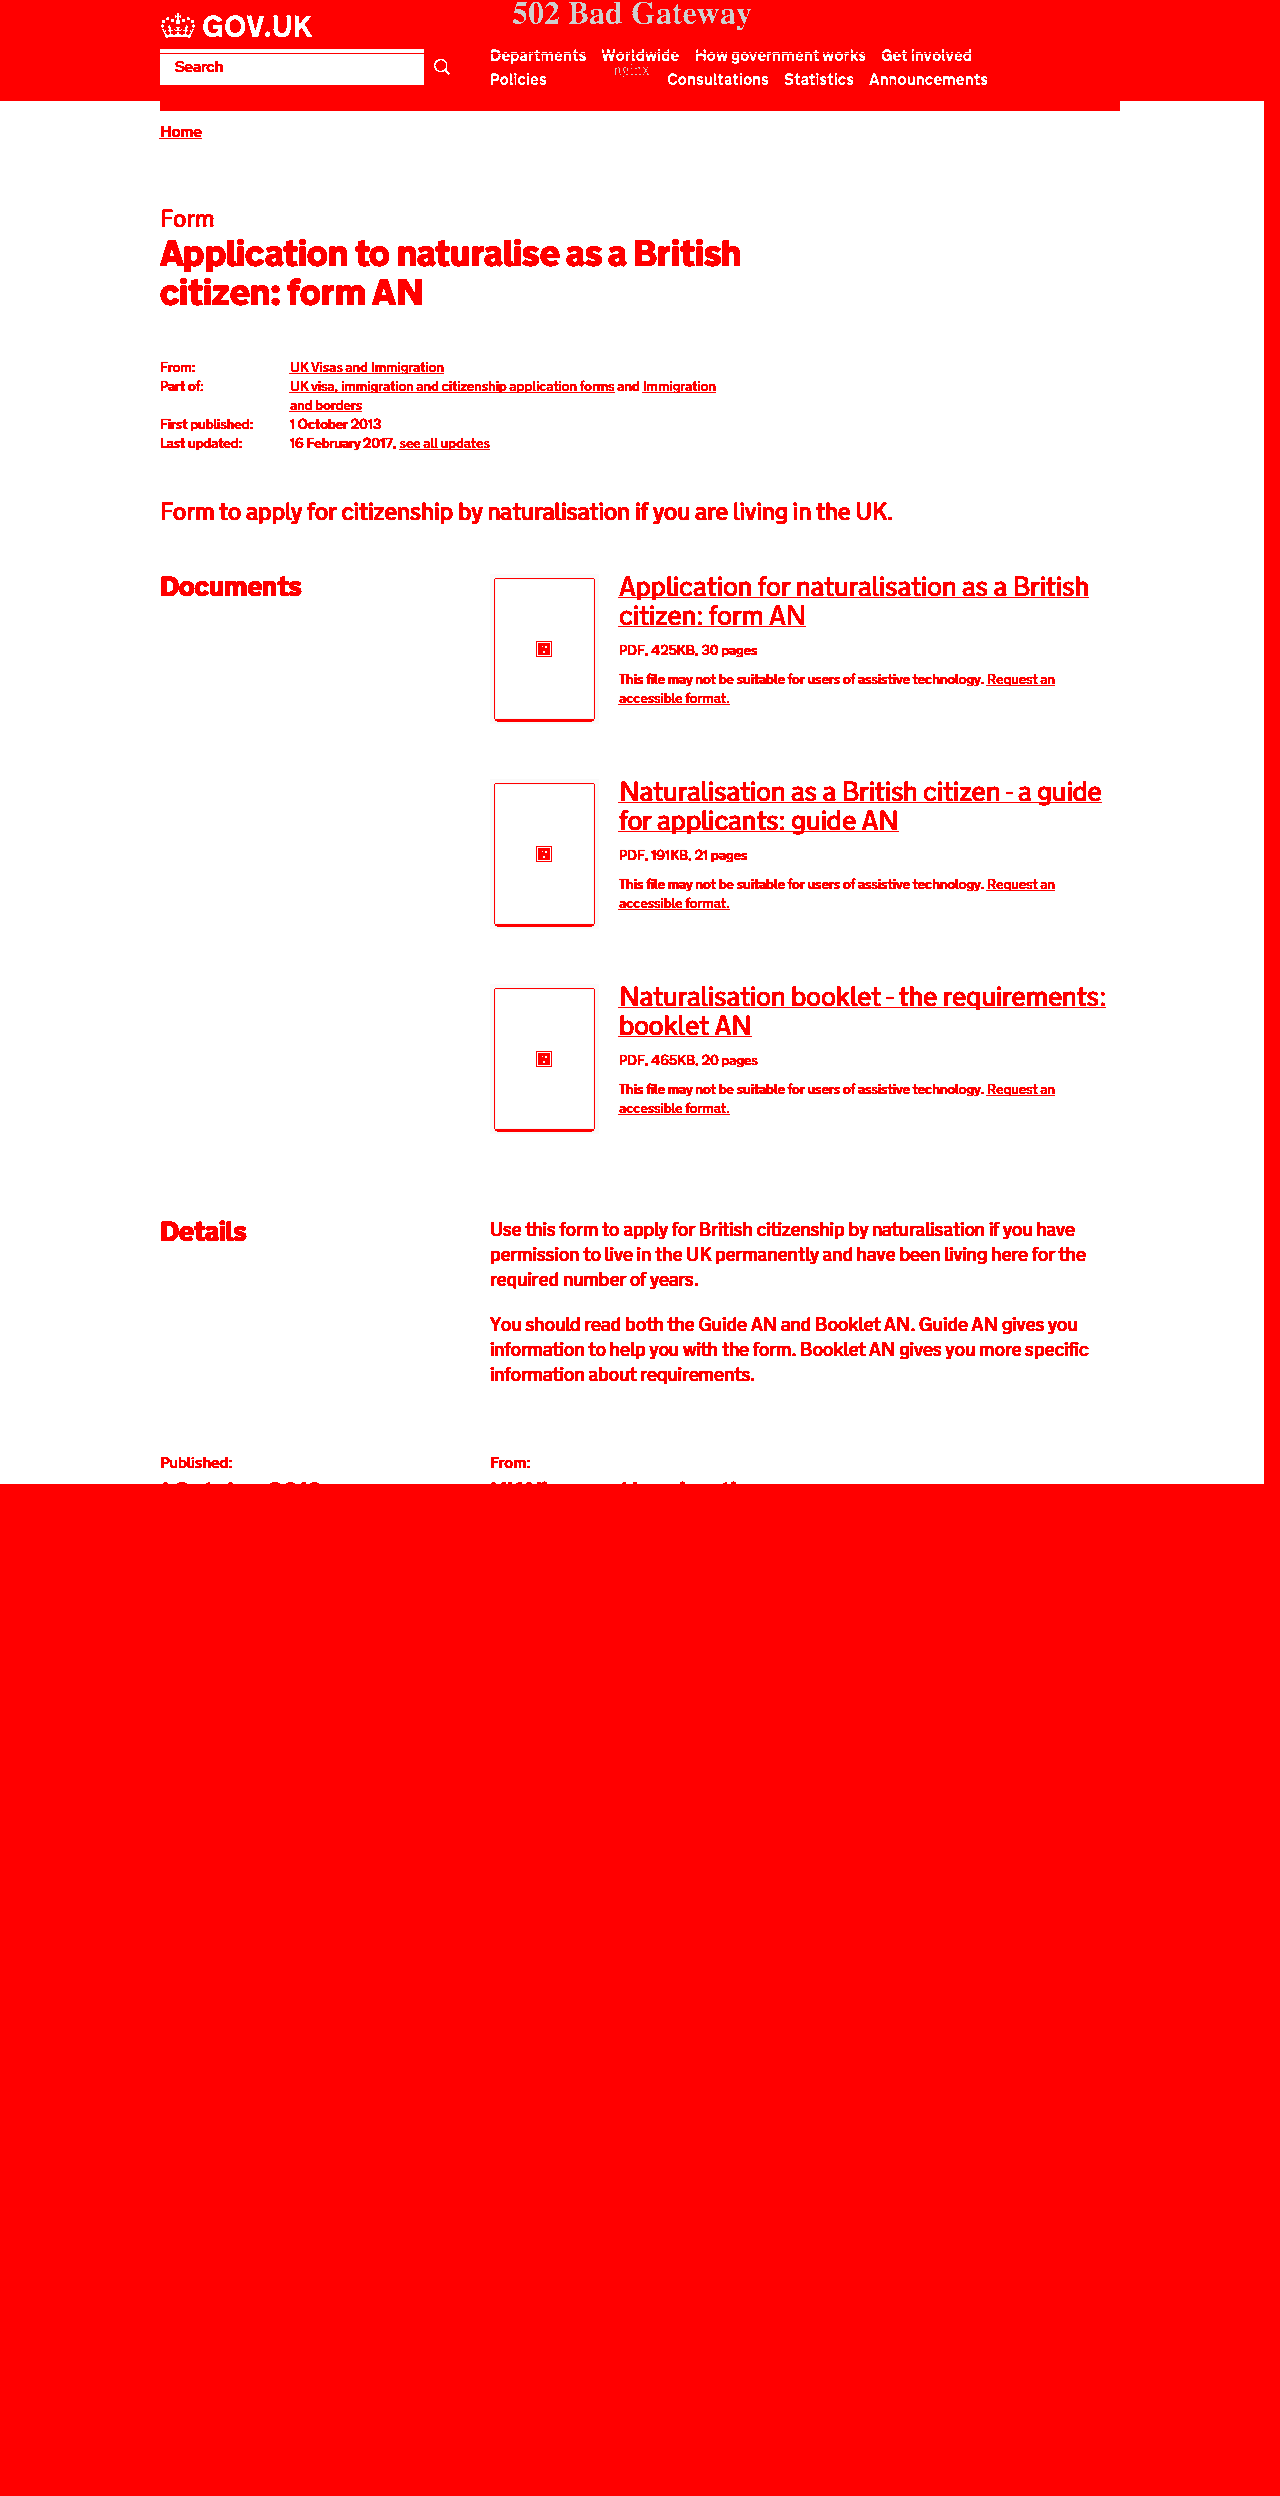 502 Bad Gateway
GOV.UK
Search
Departments Worldwide How government works Get involved
nginx
Policies Consultations Statistics Announcements
Home
Form
Application to naturalise as a British
citizen: form AN
From: UK Visas and Immigration
Part of: UK visa, immigration and citizenship application forms and Immigration
and borders
First published: 1 October 2013
Last updated: 16 February 2017, see all updates
Form to apply for citizenship by naturalisation if you are living in the UK.
Documents
Application for naturalisation as a British
citizen: form AN
PDF, 425KB, 30 pages
This file may not be suitable for users of assistive technology. Request an
accessible format.
Naturalisation as a British citizen - a guide
for applicants: guide AN
PDF, 191KB, 21 pages
This file may not be suitable for users of assistive technology. Request an
accessible format.
Naturalisation booklet - the requirements:
booklet AN
PDF, 465KB, 20 pages
This file may not be suitable for users of assistive technology. Request an
accessible format.
Details
Use this form to apply for British citizenship by naturalisation if you have
permission to live in the UK permanently and have been living here for the
required number of years.
You should read both the Guide AN and Booklet AN. Guide AN gives you
information to help you with the form. Booklet AN gives you more specific
information about requirements.
Published: From: